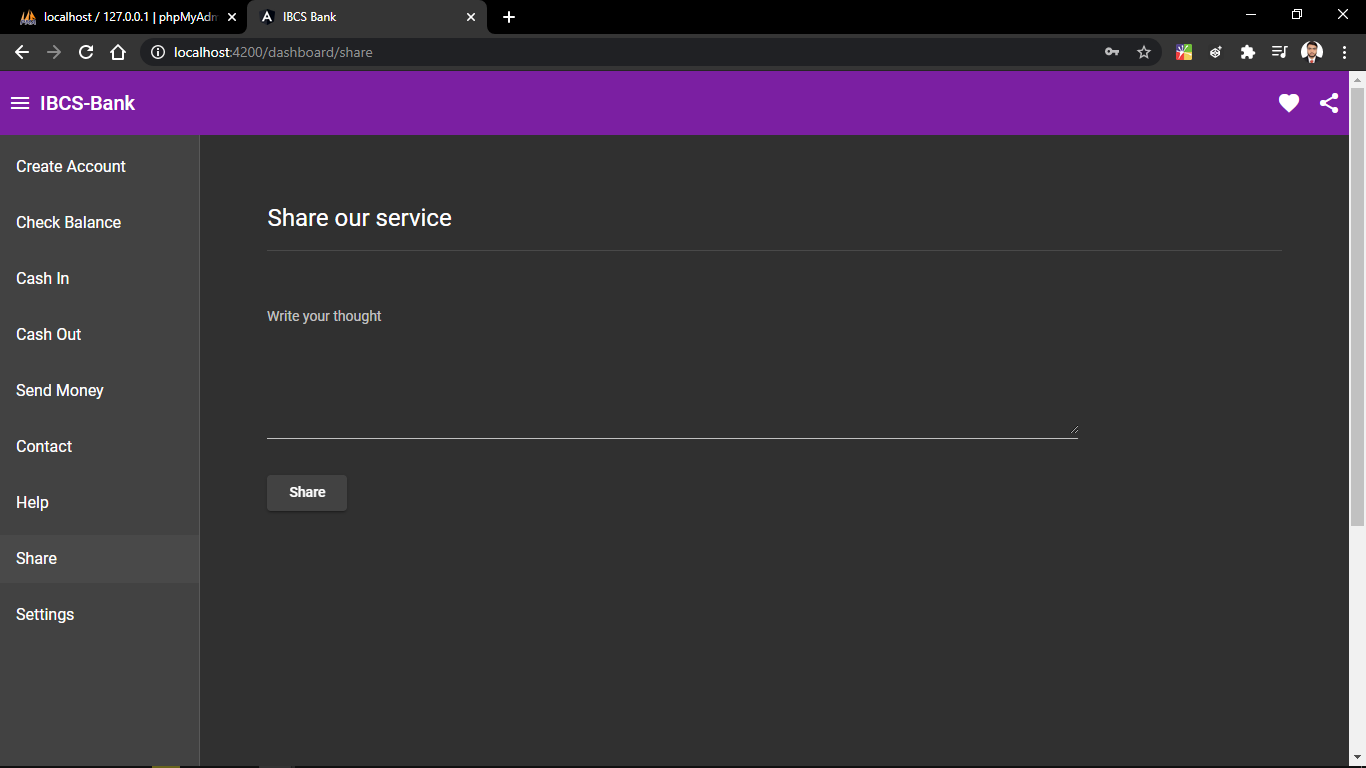 localhost / 127.0.0.1 | phpMyAdm
IBCS Bank
localhost:4200/dashboard/share
IBCS-Bank
Create Account
Check Balance
Cash In
Cash Out
Send Money
Contact
Help
Share
Settings
Share our service
Write your thought
Share